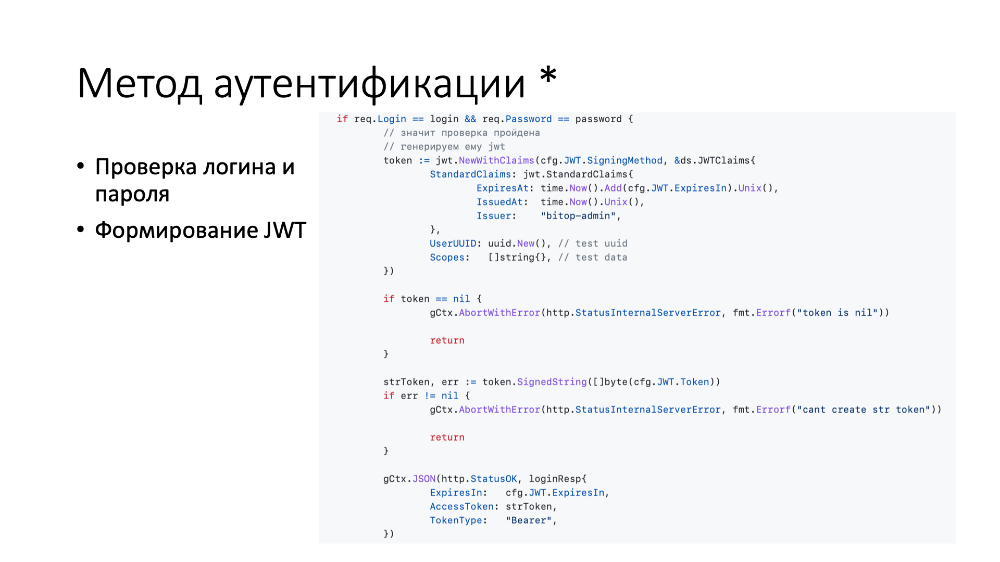 Метод аутентификации *
• Проверка логина и
пароля
• Формирование JWT
if req.Login == login && req.Password == password {
// значит проверка пройдена
// генерируем ему jwt
token := jwt.NewWithClaims(cfg.JWT.SigningMethod, &ds.JWTClaims{
StandardClaims: jwt.StandardClaims{
ExpiresAt: time.Now().Add(cfg.JWT.ExpiresIn).Unix(),
IssuedAt: time.Now().Unix(),
Issuer: "bitop-admin",
},
UserUUID: uuid.New(), // test uuid
Scopes: []string{}, // test data
})
if token == nil {
gCtx.AbortWithError(http.StatusInternalServerError, fmt.Errorf("token is nil"))
return
}
strToken, err := token.SignedString([]byte(cfg.JWT.Token))
if err != nil {
gCtx.AbortWithError(http.StatusInternalServerError, fmt.Errorf("cant create str token"))
return
}
gCtx.JSON(http.StatusOK, loginResp{
ExpiresIn: cfg.JWT.ExpiresIn,
AccessToken: strToken,
TokenType: "Bearer",
})